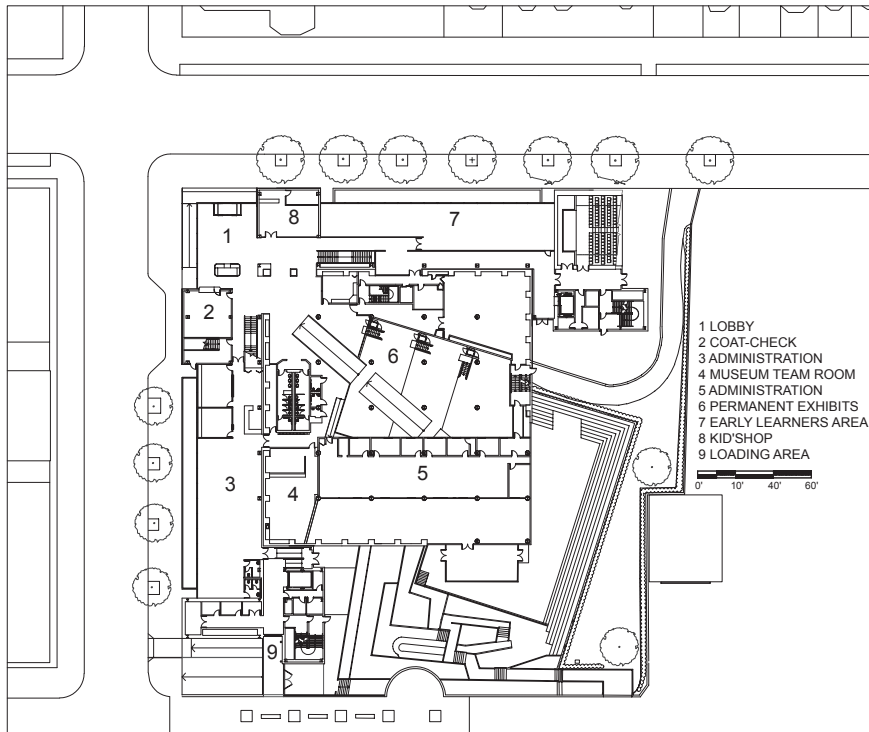 8
7
1
2
6
5
3
4
9
1 LOBBY
2 COAT-CHECK
3 ADMINISTRATION
4 MUSEUM TEAM ROOM
5 ADMINISTRATION
6 PERMANENT EXHIBITS
7 EARLY LEARNERS AREA
8 KID'SHOP
9 LOADING AREA
0' 10' 40' 60'